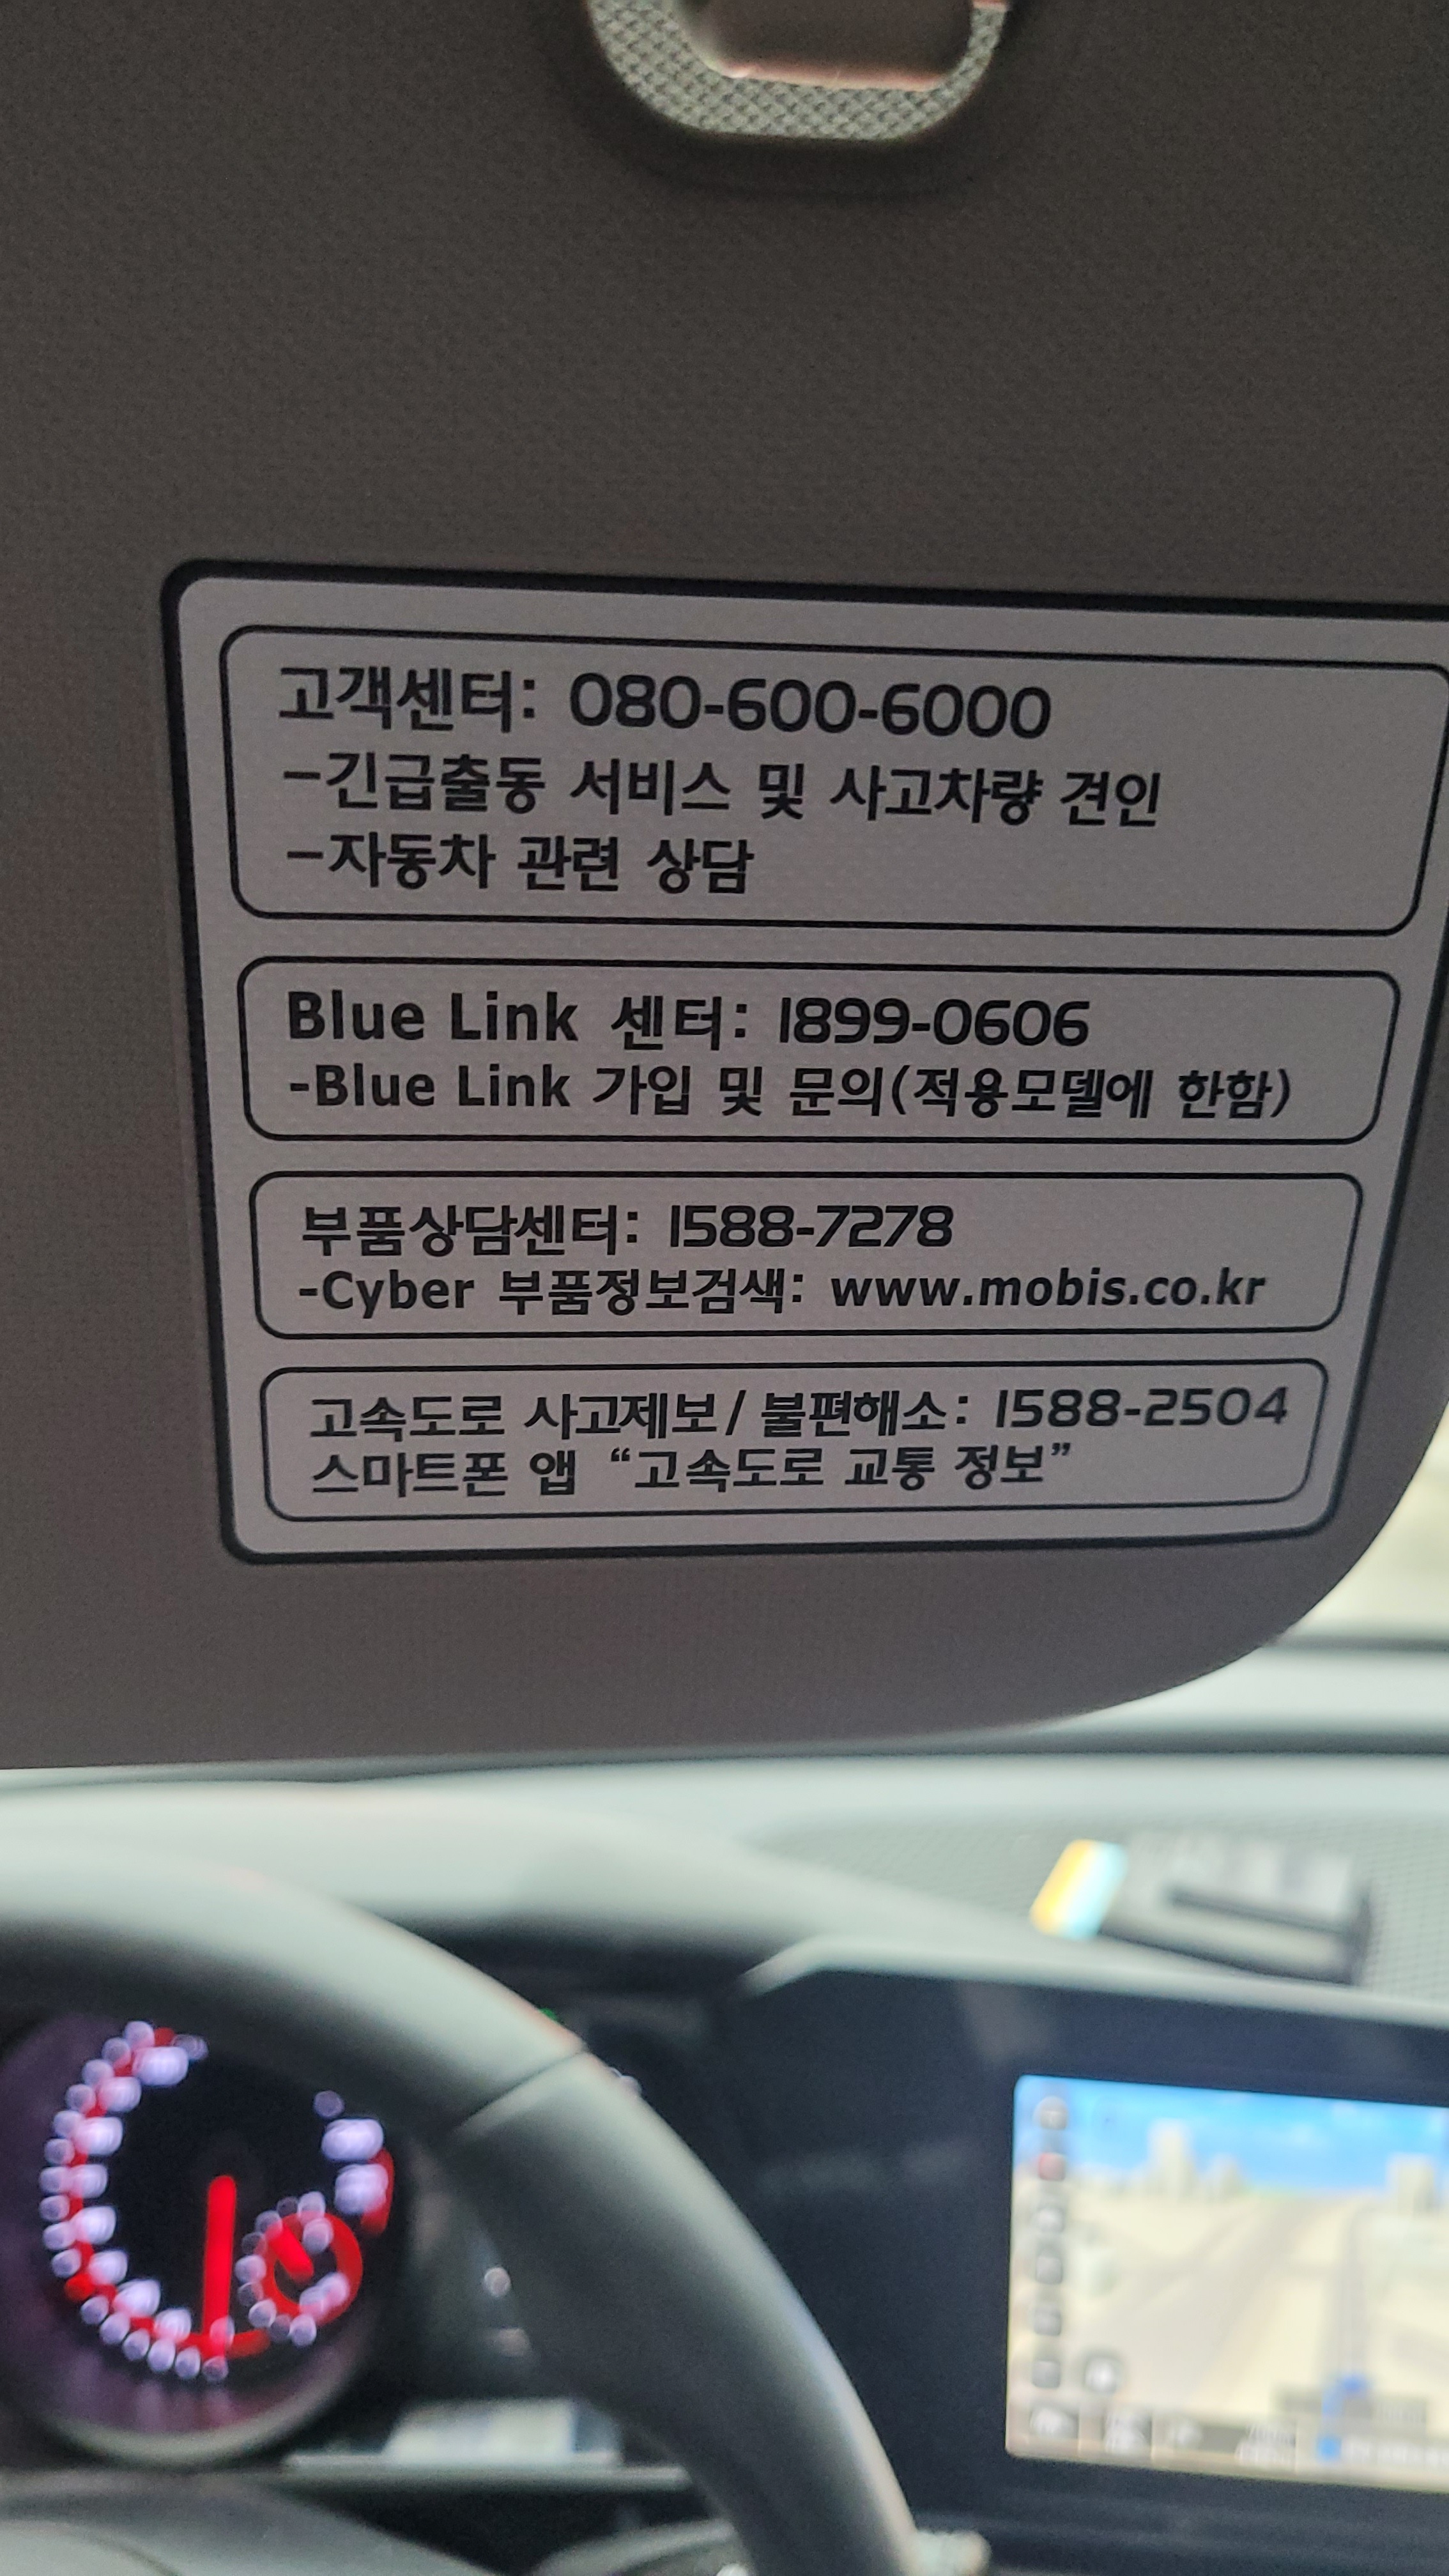 고객센터: 080-600-6000
-긴급출동 서비스 및 사고차량 견인
-자동차 관련 상담
Blue Link 센터: 1899-0606
-Blue Link 가입 및 문의(적용모델에 한함)
부품상담센터: 1588-7278
-Cyber 부품정보검색: www.mobis.co.kr
고속도로 사고제보/불편해소: 1588-2504
스마트폰 앱 “고속도로 교통 정보”